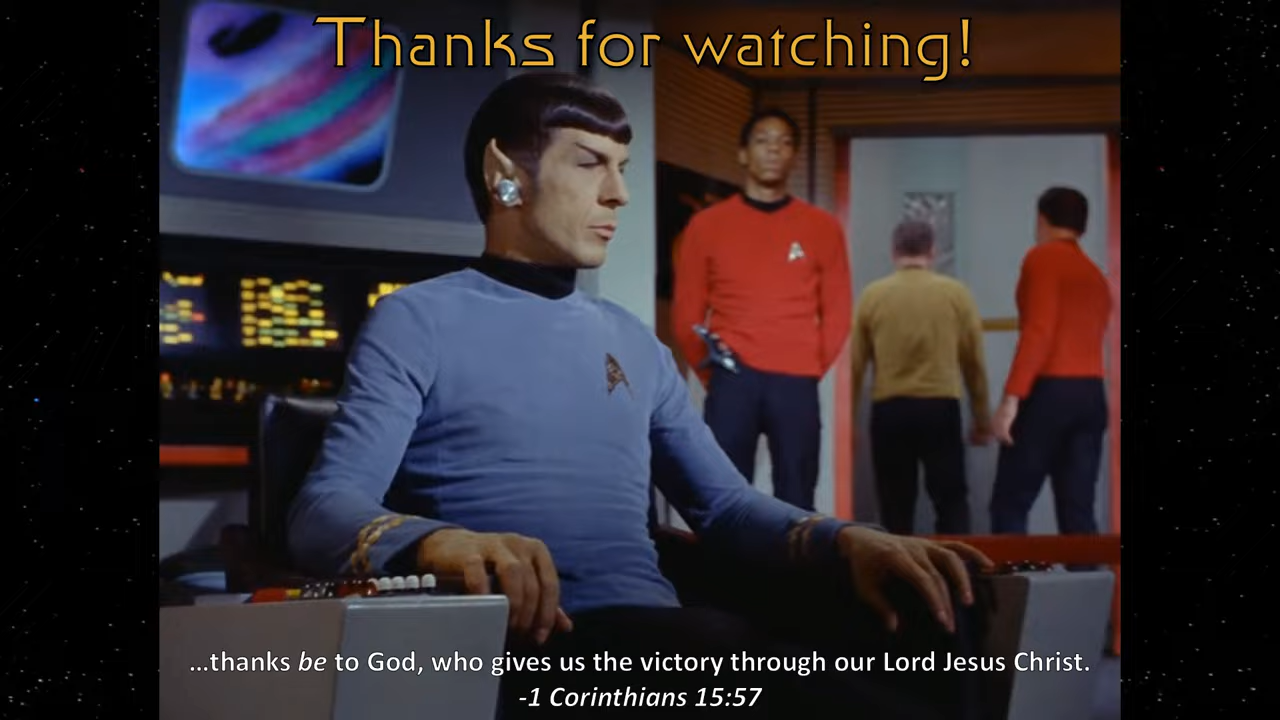 Thanks for watching!
...thanks be to God, who gives us the victory through our Lord Jesus Christ.
-1 Corinthians 15:57